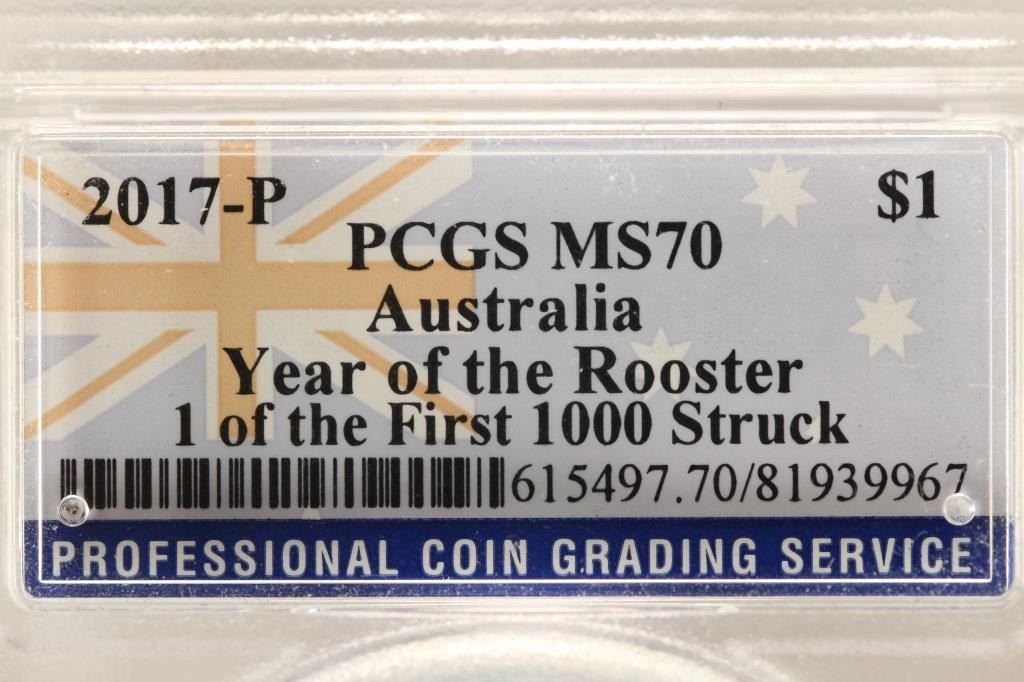 2017-P $1
PCGS MS70
Australia
Year of the Rooster
1 of the First 1000 Struck
615497.70/81939967
PROFESSIONAL COIN GRADING SERVICE